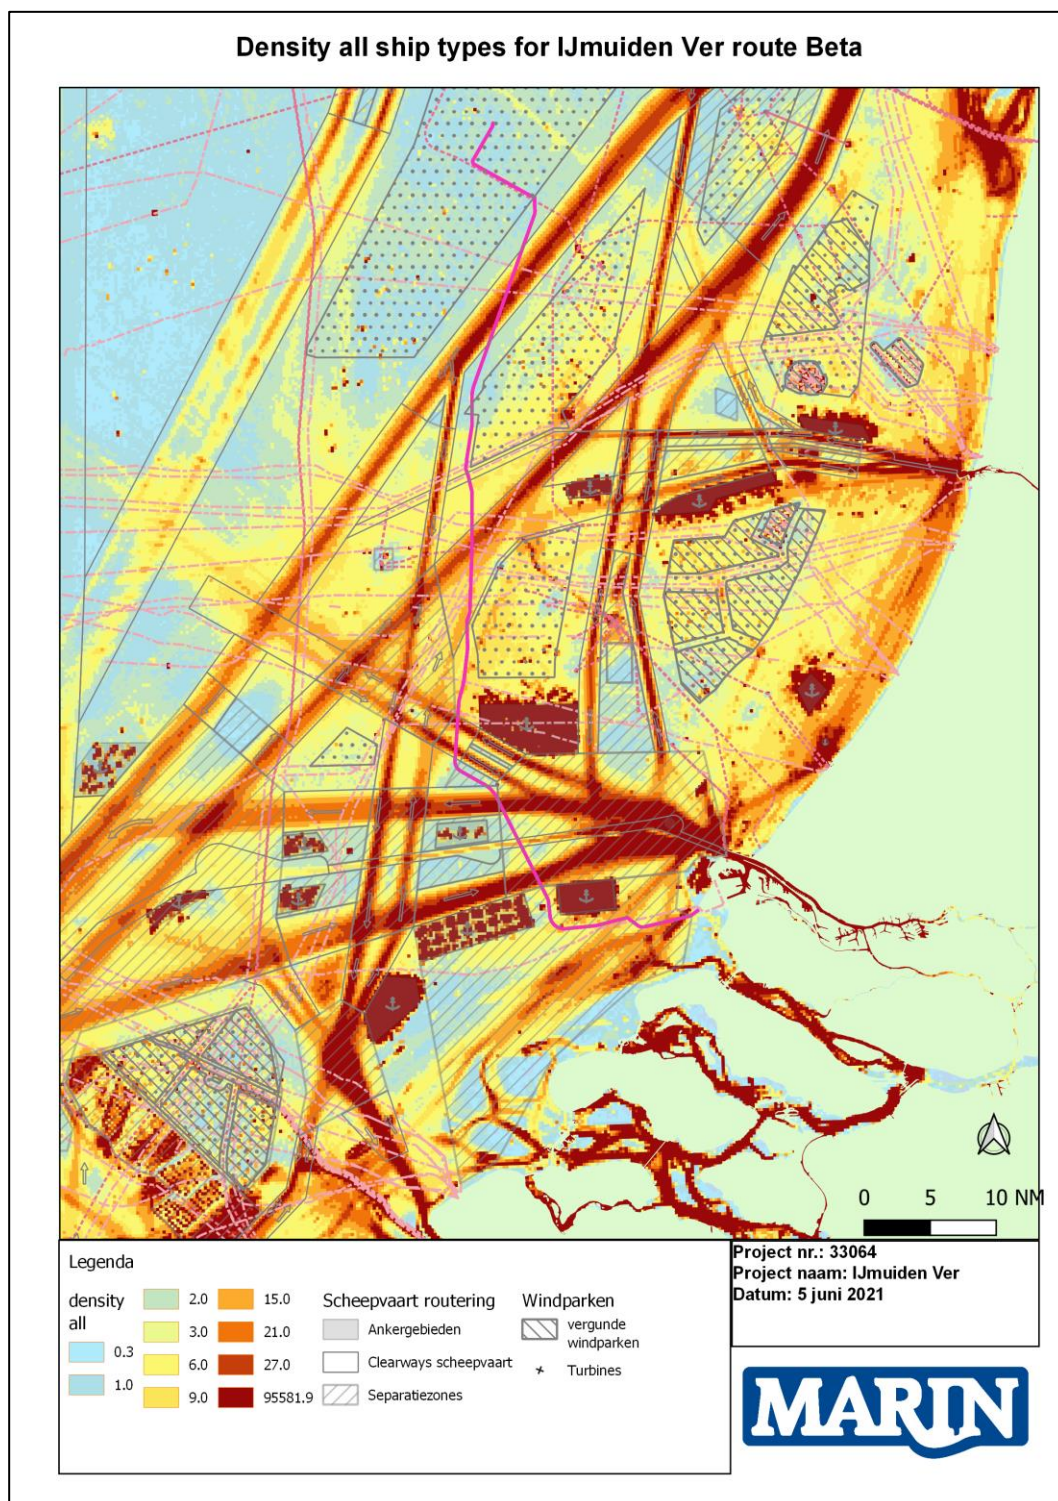 Density all ship types for IJmuiden Ver route Beta
0 5 10 NM
Legenda
density
all
0.3
1.0
2.0
3.0
6.0
9.0
15.0
21.0
27.0
95581.9
Scheepvaart routering
Ankergebieden
Clearways scheepvaart
Separatiezones
Windparken
vergunde
windparken
Turbines
Project nr.: 33064
Project naam: IJmuiden Ver
Datum: 5 juni 2021
MARIN